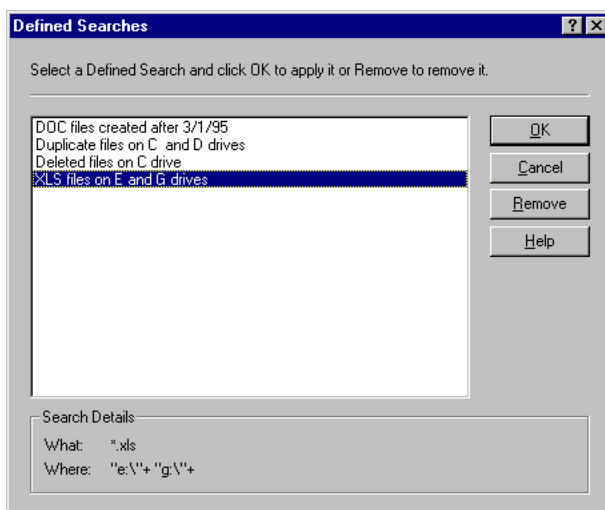 Defined Searches
Select a Defined Search and click OK to apply it or Remove to remove it.
DOC files created after 3/1/95
Duplicate files on C and D drives
Deleted files on C drive
XLS files on E and G drives
OK
Cancel
Remove
Help
Search Details
What: *.xls
Where: "e:\"+ "g:\"+